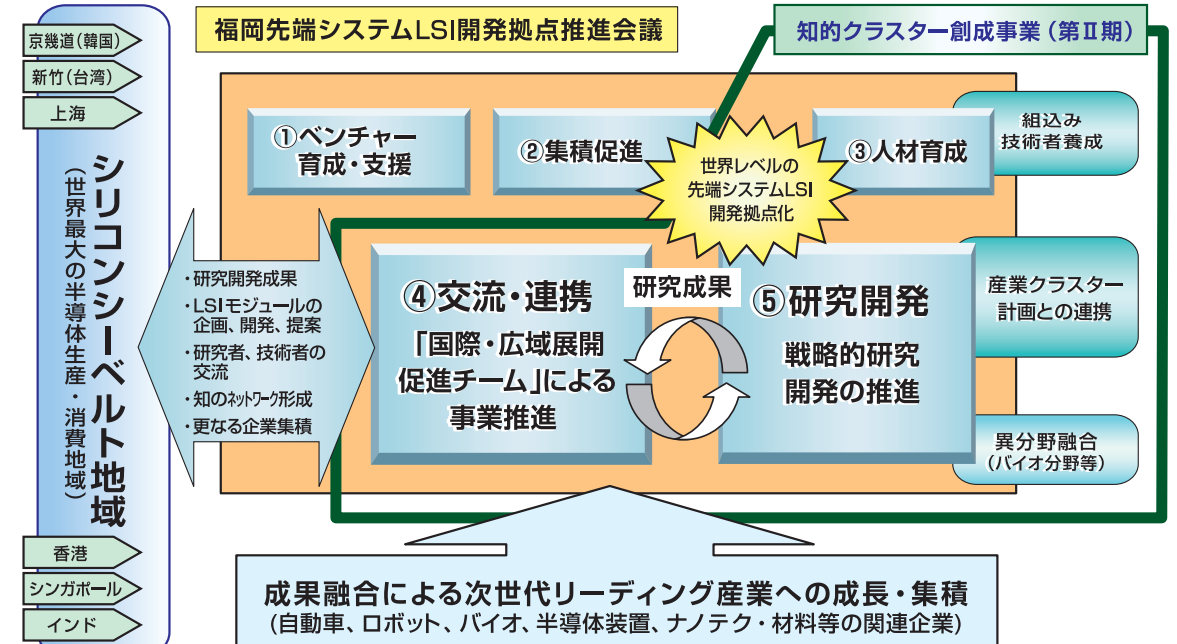 京幾道(韓国)
新竹(台湾)
上海
シリコンシーベルト地域
(世界最大の半導体生産・消費地域)
香港
シンガポール
インド
福岡先端システムLSI開発拠点推進会議
知的クラスター創成事業(第Ⅱ期)
①ベンチャー
育成・支援
②集積促進
世界レベルの
先端システムLSI
開発拠点化
③人材育成
組込み
技術者養成
・研究開発成果
・LSIモジュールの
企画、開発、提案
・研究者、技術者の
交流
・知のネットワーク形成
・更なる企業集積
④交流・連携
「国際・広域展開
促進チーム」による
事業推進
研究成果
⑤研究開発
戦略的研究
開発の推進
産業クラスター
計画との連携
異分野融合
(バイオ分野等)
成果融合による次世代リーディング産業への成長・集積
(自動車、ロボット、バイオ、半導体装置、ナノテク・材料等の関連企業)